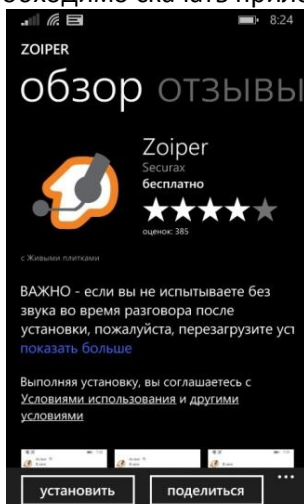 обходимо скачать прило
8:24
ZOIPER
обзор отзывы
Zoiper
Securax
бесплатно
оценок: 385
с Живыми плитками
ВАЖНО - если вы не испытываете без
звука во время разговора после
установки, пожалуйста, перезагрузите уст
показать больше
Выполняя установку, вы соглашаетесь с
Условиями использования и другими
условиями
установить поделиться